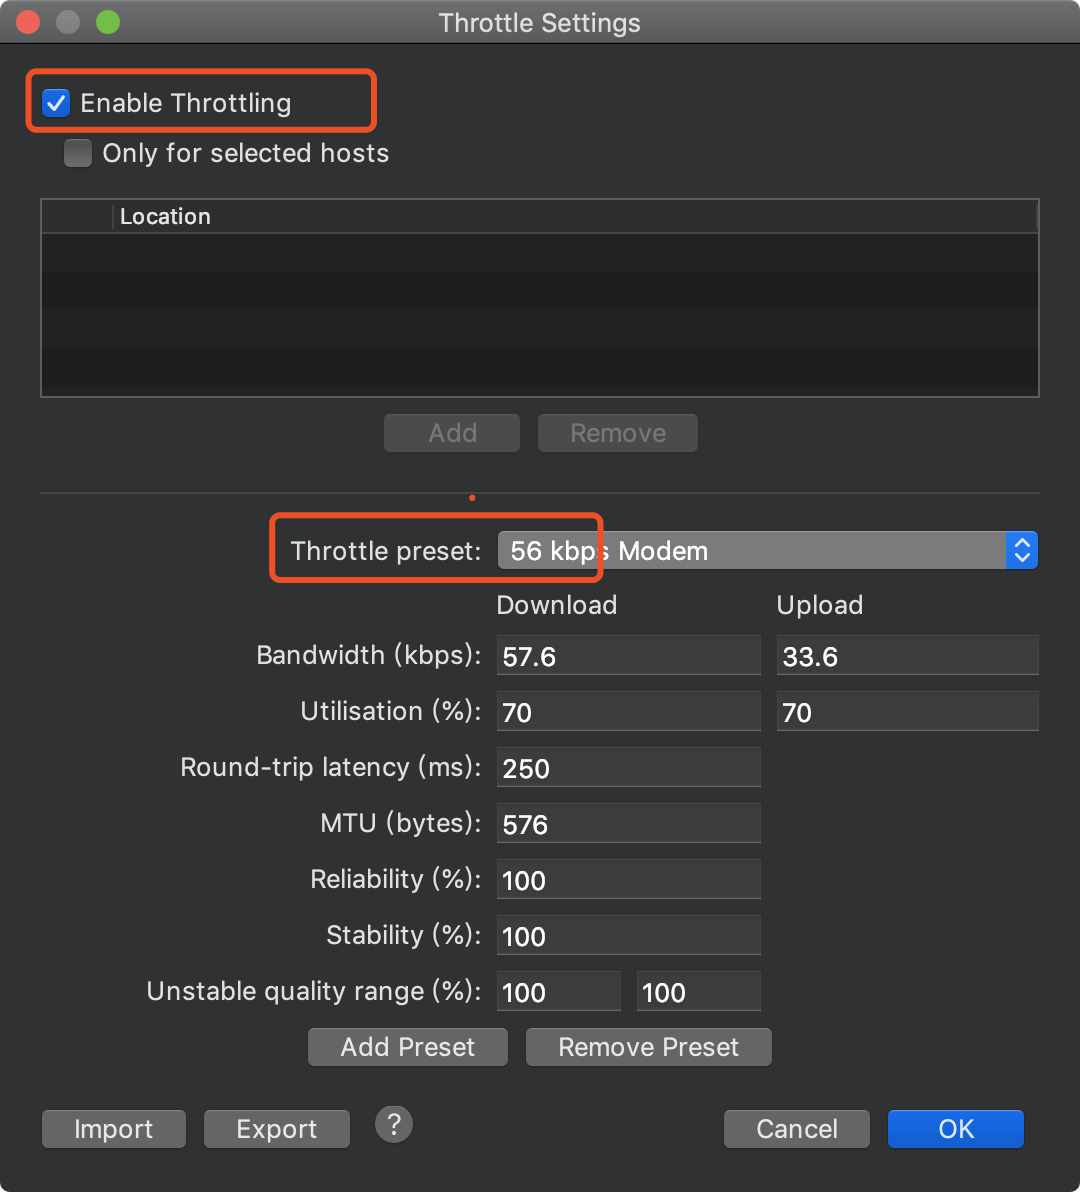 Throttle Settings
Enable Throttling
Only for selected hosts
Location
Add Remove
Throttle preset: 56 kbps Modem
Download Upload
Bandwidth (kbps): 57.6 33.6
Utilisation (%): 70 70
Round-trip latency (ms): 250
MTU (bytes): 576
Reliability (%): 100
Stability (%): 100
Unstable quality range (%): 100 100
Add Preset Remove Preset
Import Export ? Cancel OK